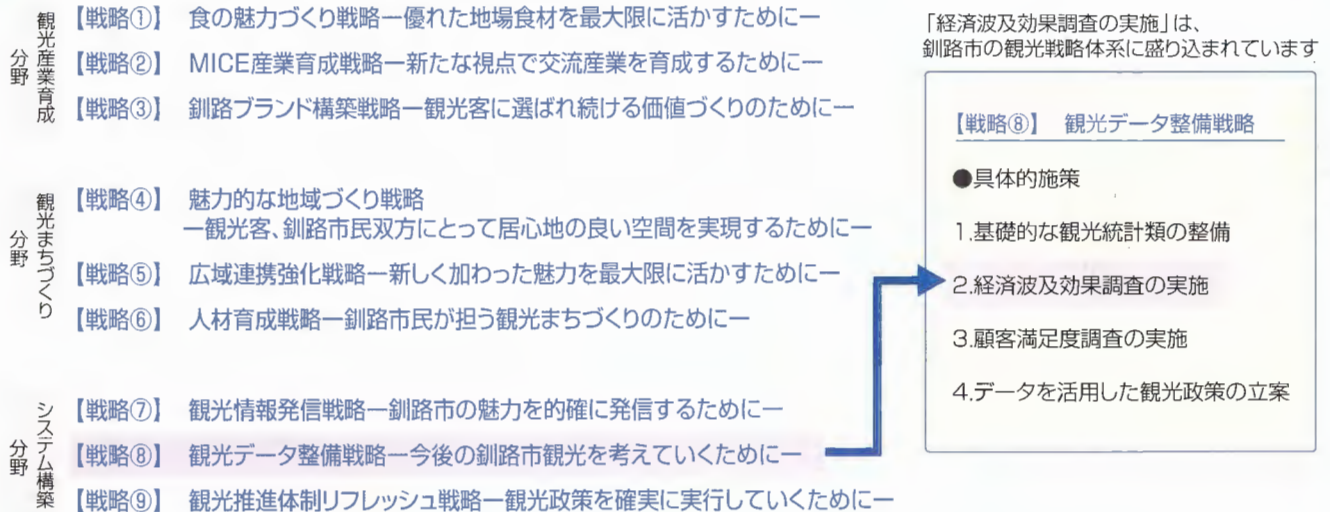 観光産業育成
分野
【戦略①】 食の魅力づくり戦略ー優れた地場食材を最大限に活かすためにー
【戦略②】 MICE産業育成戦略ー新たな視点で交流産業を育成するためにー
【戦略③】 釧路ブランド構築戦略ー観光客に選ばれ続ける価値づくりのためにー
観光まちづくり
分野
【戦略④】 魅力的な地域づくり戦略
ー観光客、釧路市民双方にとって居心地の良い空間を実現するためにー
【戦略⑤】 広域連携強化戦略ー新しく加わった魅力を最大限に活かすためにー
【戦略⑥】 人材育成戦略ー釧路市民が担う観光まちづくりのためにー
システム構築
分野
【戦略⑦】 観光情報発信戦略ー釧路市の魅力を的確に発信するためにー
【戦略⑧】 観光データ整備戦略ー今後の釧路市観光を考えていくためにー
【戦略⑨】 観光推進体制リフレッシュ戦略ー観光政策を確実に実行していくためにー
「経済波及効果調査の実施」は、
釧路市の観光戦略体系に盛り込まれています
【戦略⑧】 観光データ整備戦略
●具体的施策
1.基礎的な観光統計類の整備
2.経済波及効果調査の実施
3.顧客満足度調査の実施
4.データを活用した観光政策の立案